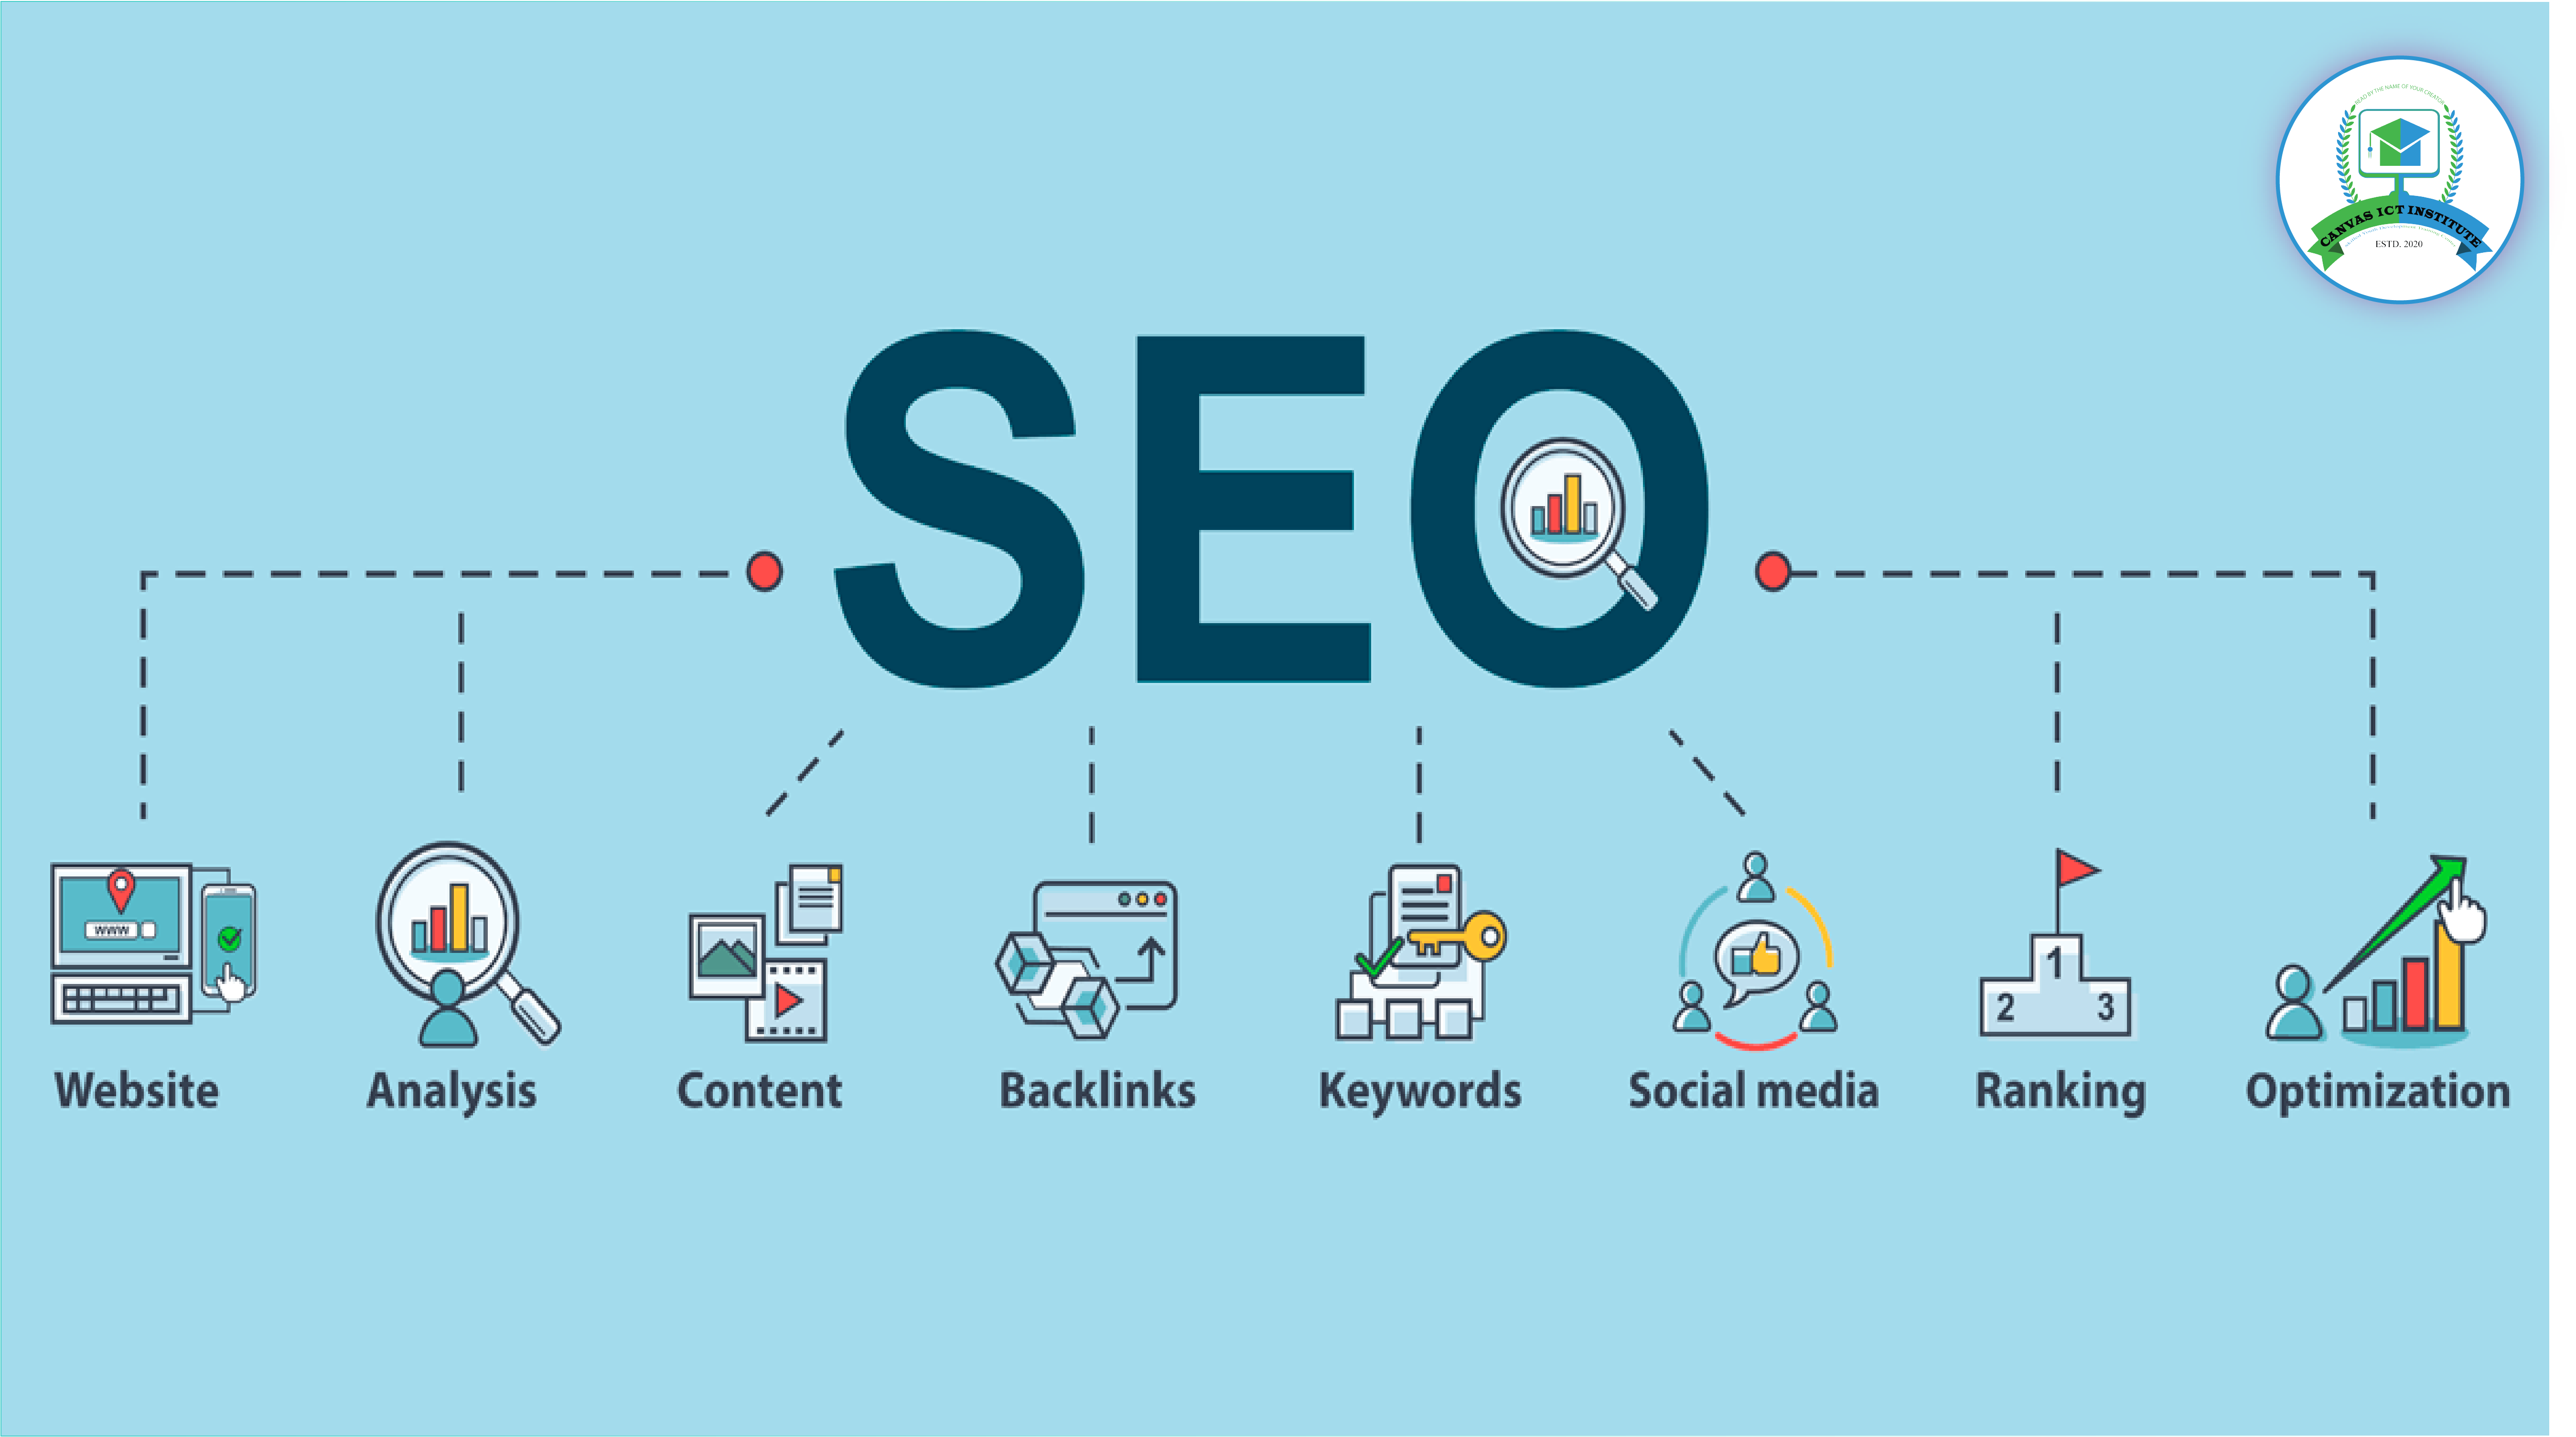 READ BY THE NAME OF YOUR CREATOR
CANVAS ICT INSTITUTE
ESTD. 2020
SEO
www
1
2 3
Website Analysis Content Backlinks Keywords Social media Ranking Optimization